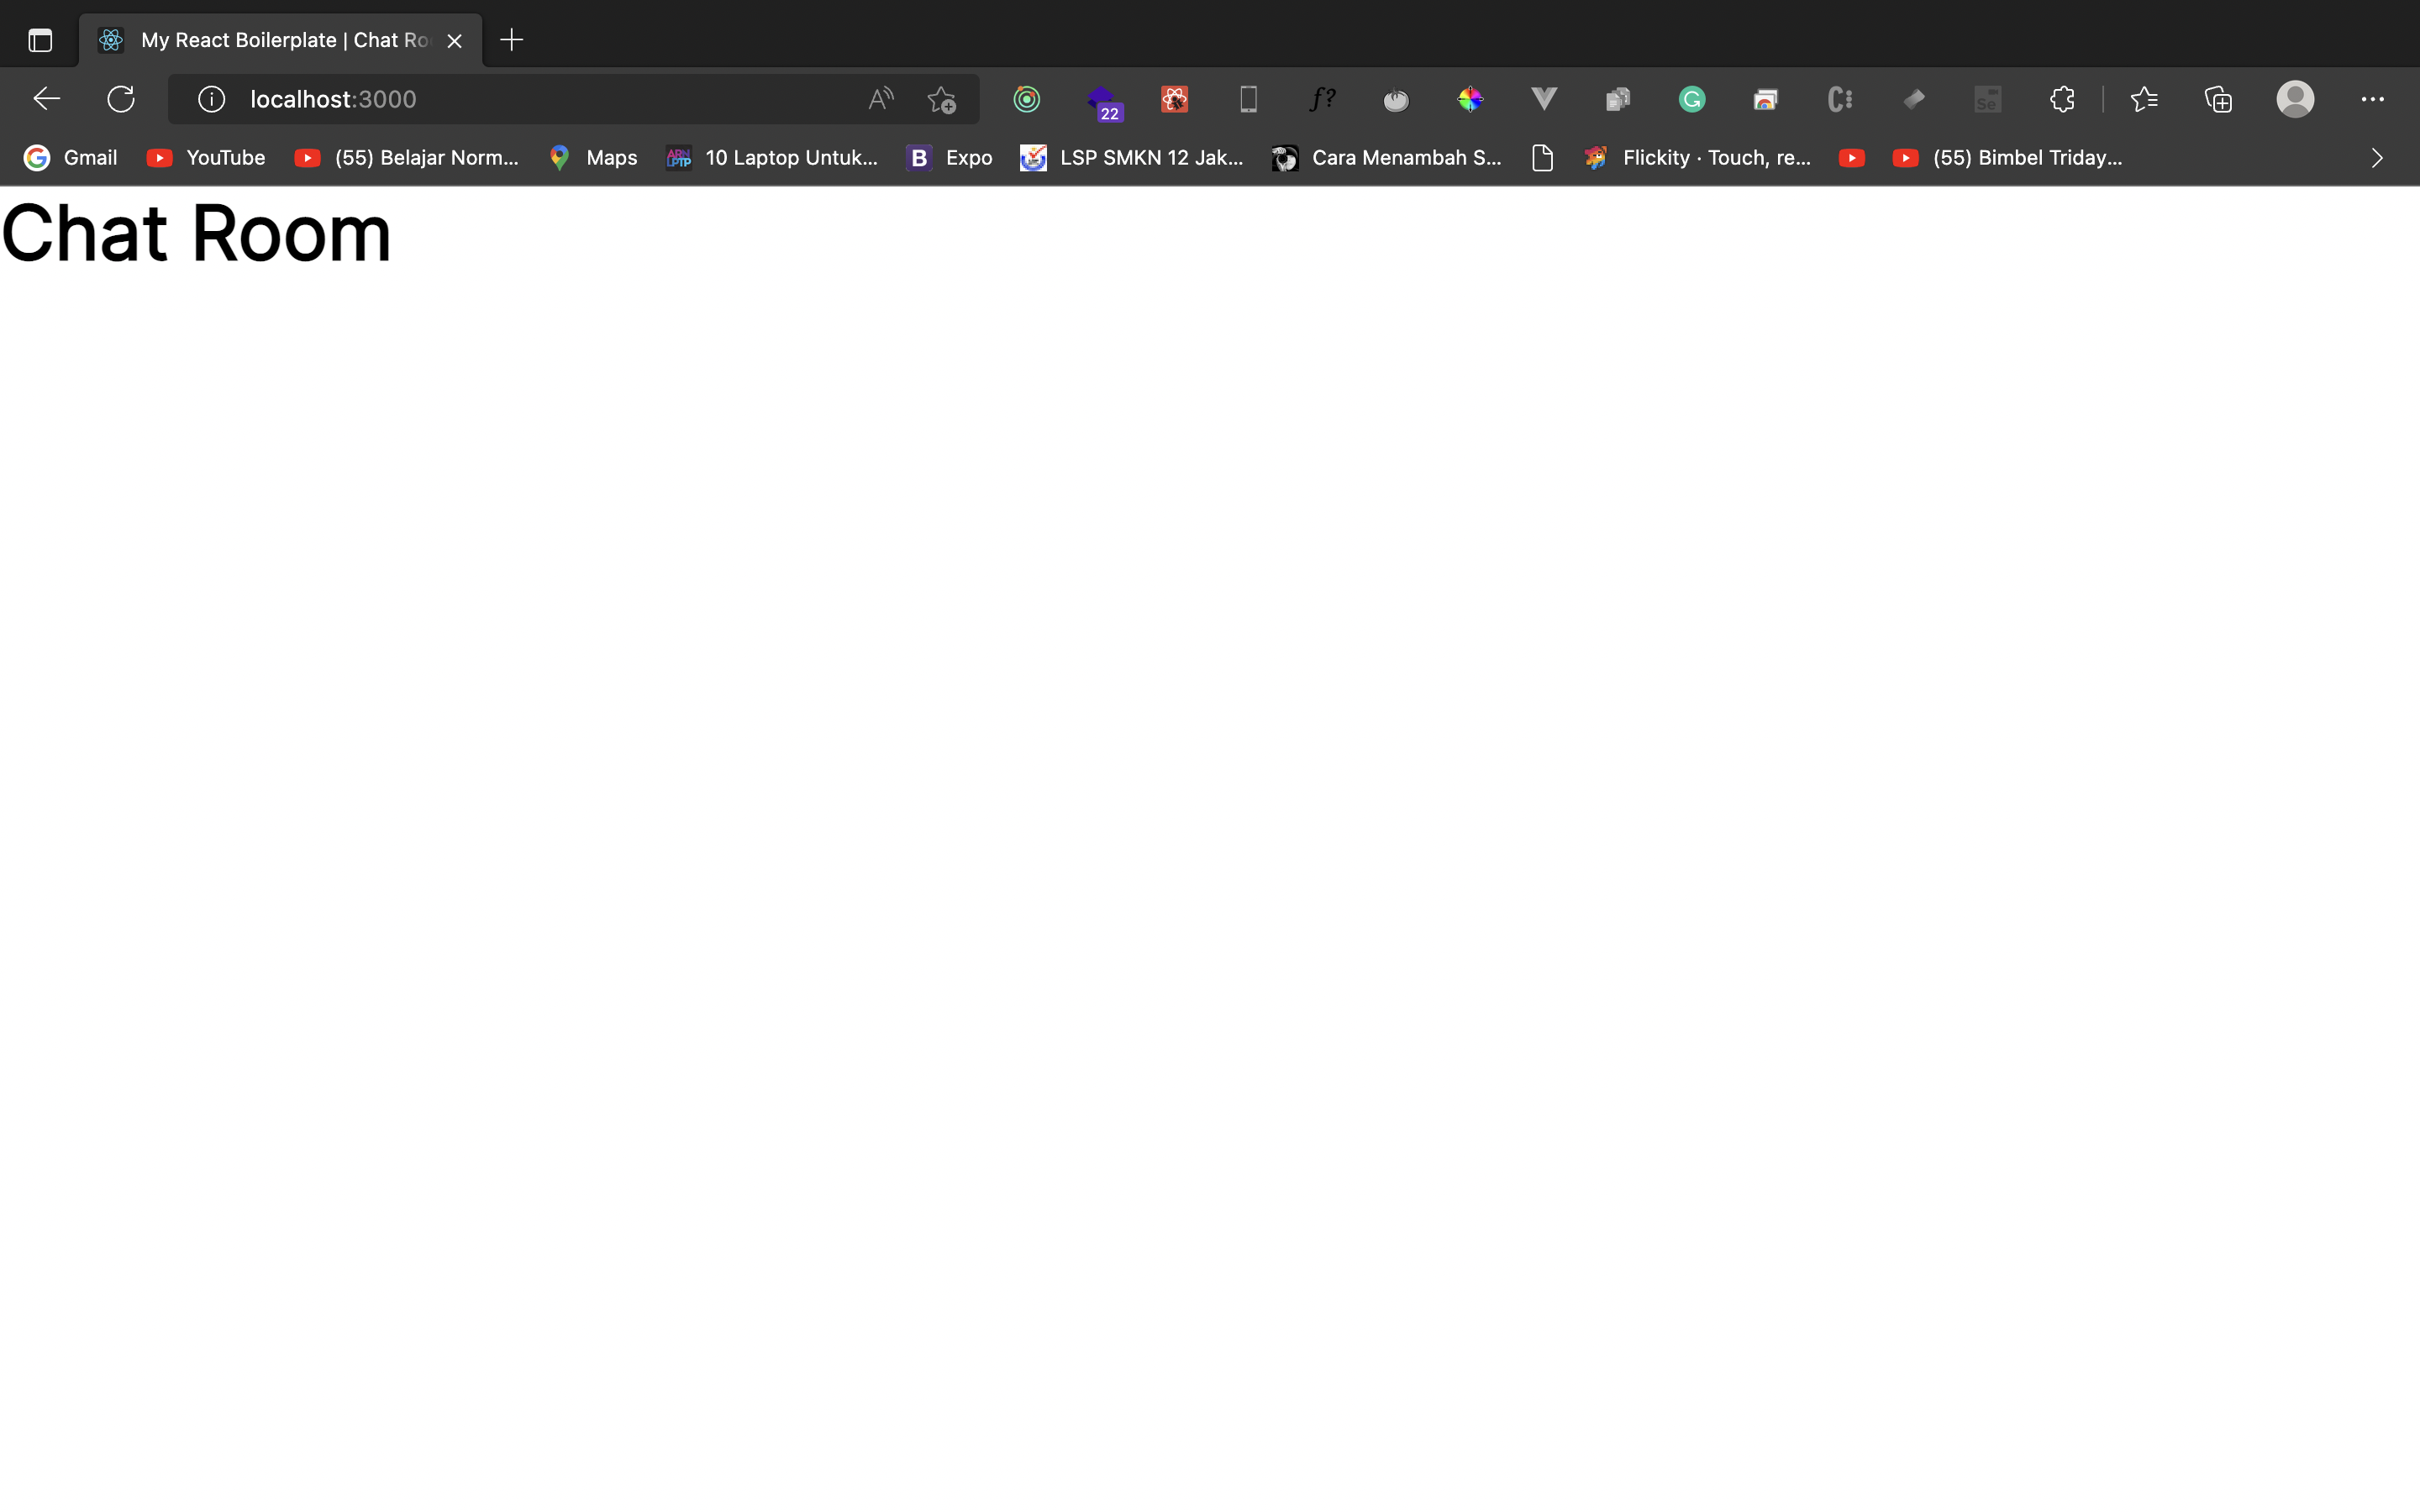 My React Boilerplate | Chat Ro
localhost:3000
22
Gmail YouTube (55) Belajar Norm... Maps 10 Laptop Untuk... Expo LSP SMKN 12 Jak... Cara Menambah S... Flickity · Touch, re... (55) Bimbel Triday...
Chat Room